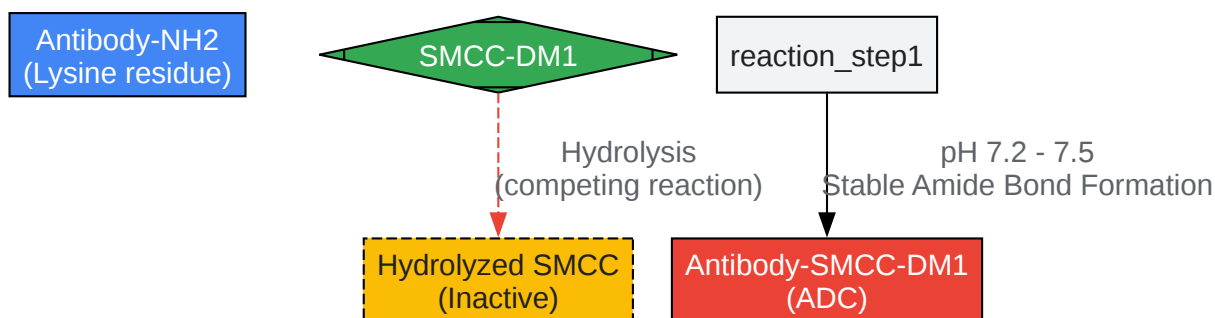 Antibody-NH2
(Lysine residue)
SMCC-DM1
reaction_step1
Hydrolysis
(competing reaction)
pH 7.2 - 7.5
Stable Amide Bond Formation
Hydrolyzed SMCC
(Inactive)
Antibody-SMCC-DM1
(ADC)